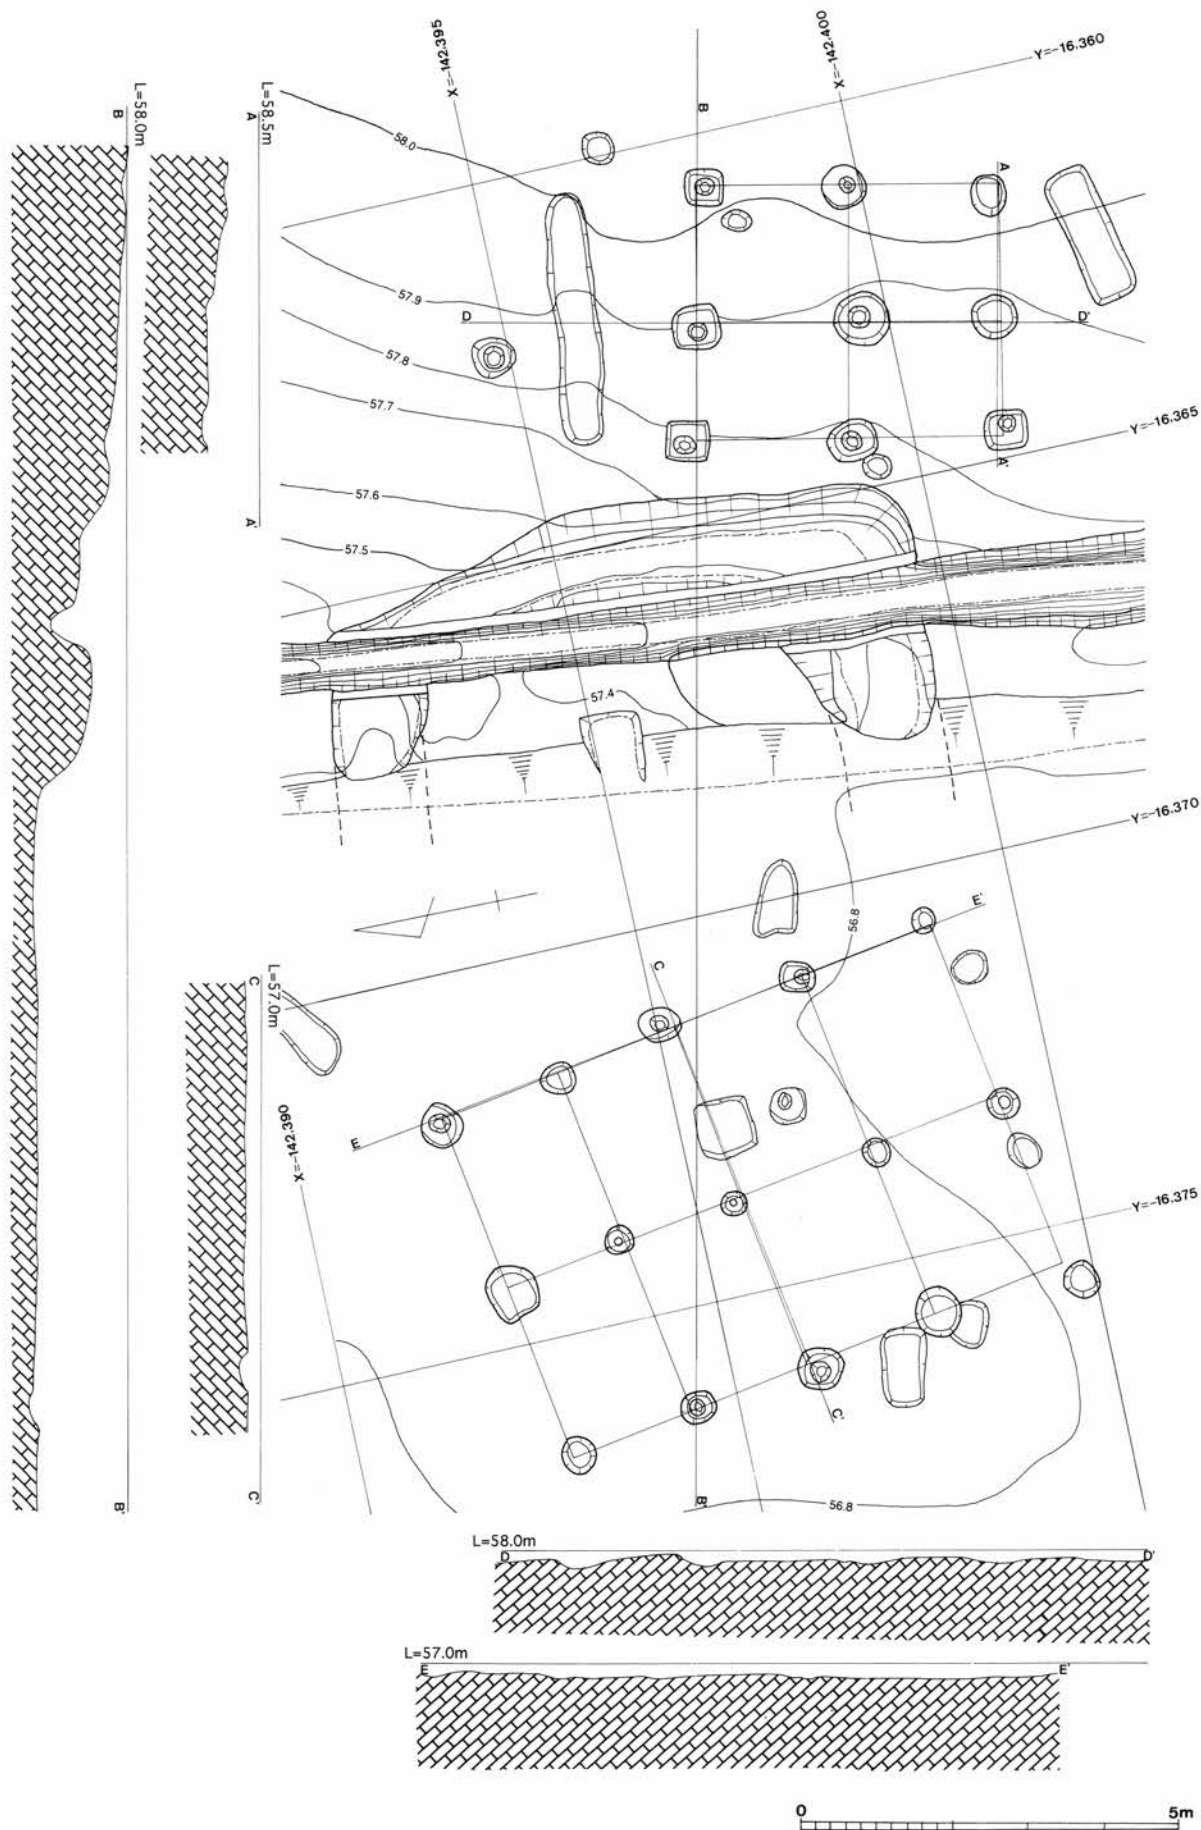 X=-142.395
X=-142.400
Y=-16.360
B
L=58.0m
A
L=58.5m
B
58.0
A
57.9
D
D'
57.8
57.7
Y=-16.365
A'
57.6
A'
57.5
57.4
Y=-16.370
56.8
E'
C
C
L=57.0m
X=-142.390
E
Y=-16.375
C'
B'
C'
B'
56.8
L=58.0m
D
D'
L=57.0m
E
E'
0
5m